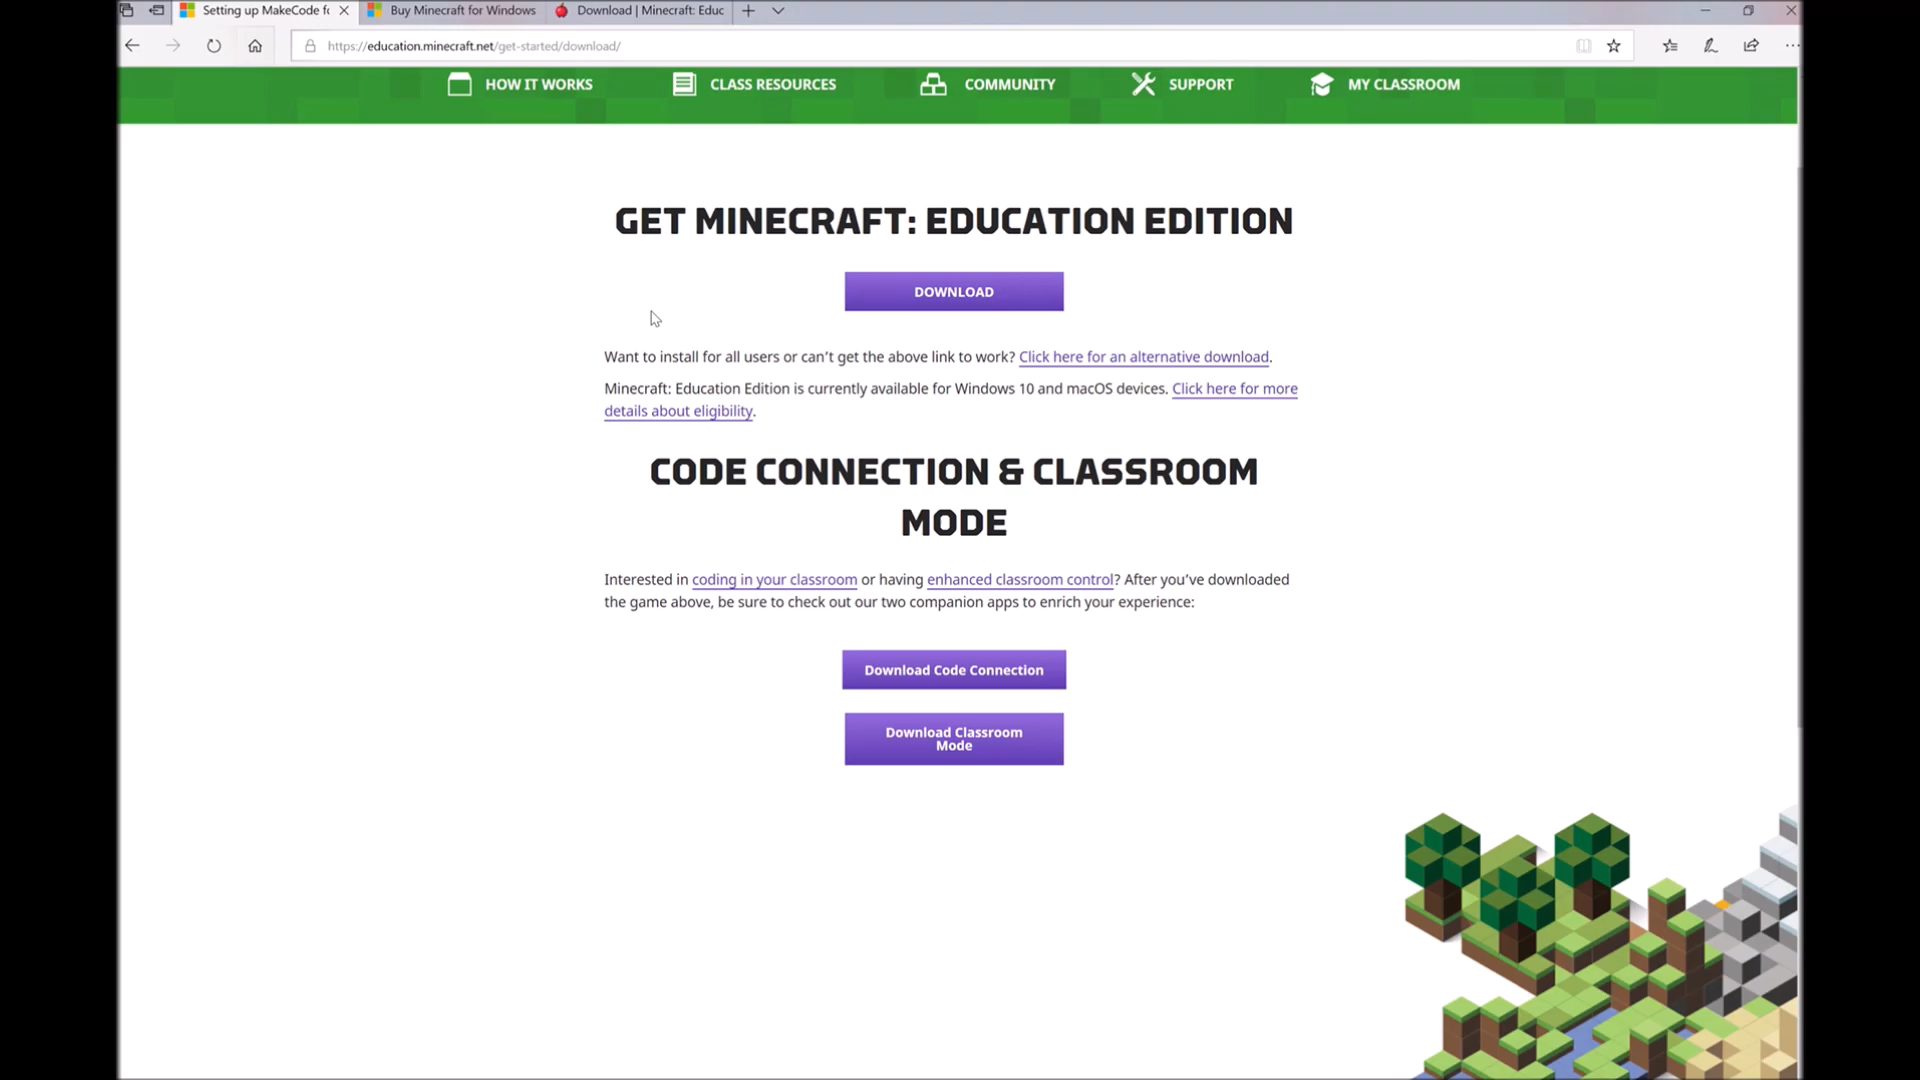 Setting up MakeCode fo
Buy Minecraft for Windows
Download | Minecraft: Educ
https://education.minecraft.net/get-started/download/
HOW IT WORKS
CLASS RESOURCES
COMMUNITY
SUPPORT
MY CLASSROOM
GET MINECRAFT: EDUCATION EDITION
DOWNLOAD
Want to install for all users or can't get the above link to work? Click here for an alternative download.
Minecraft: Education Edition is currently available for Windows 10 and macOS devices. Click here for more
details about eligibility.
CODE CONNECTION & CLASSROOM
MODE
Interested in coding in your classroom or having enhanced classroom control? After you've downloaded
the game above, be sure to check out our two companion apps to enrich your experience:
Download Code Connection
Download Classroom
Mode